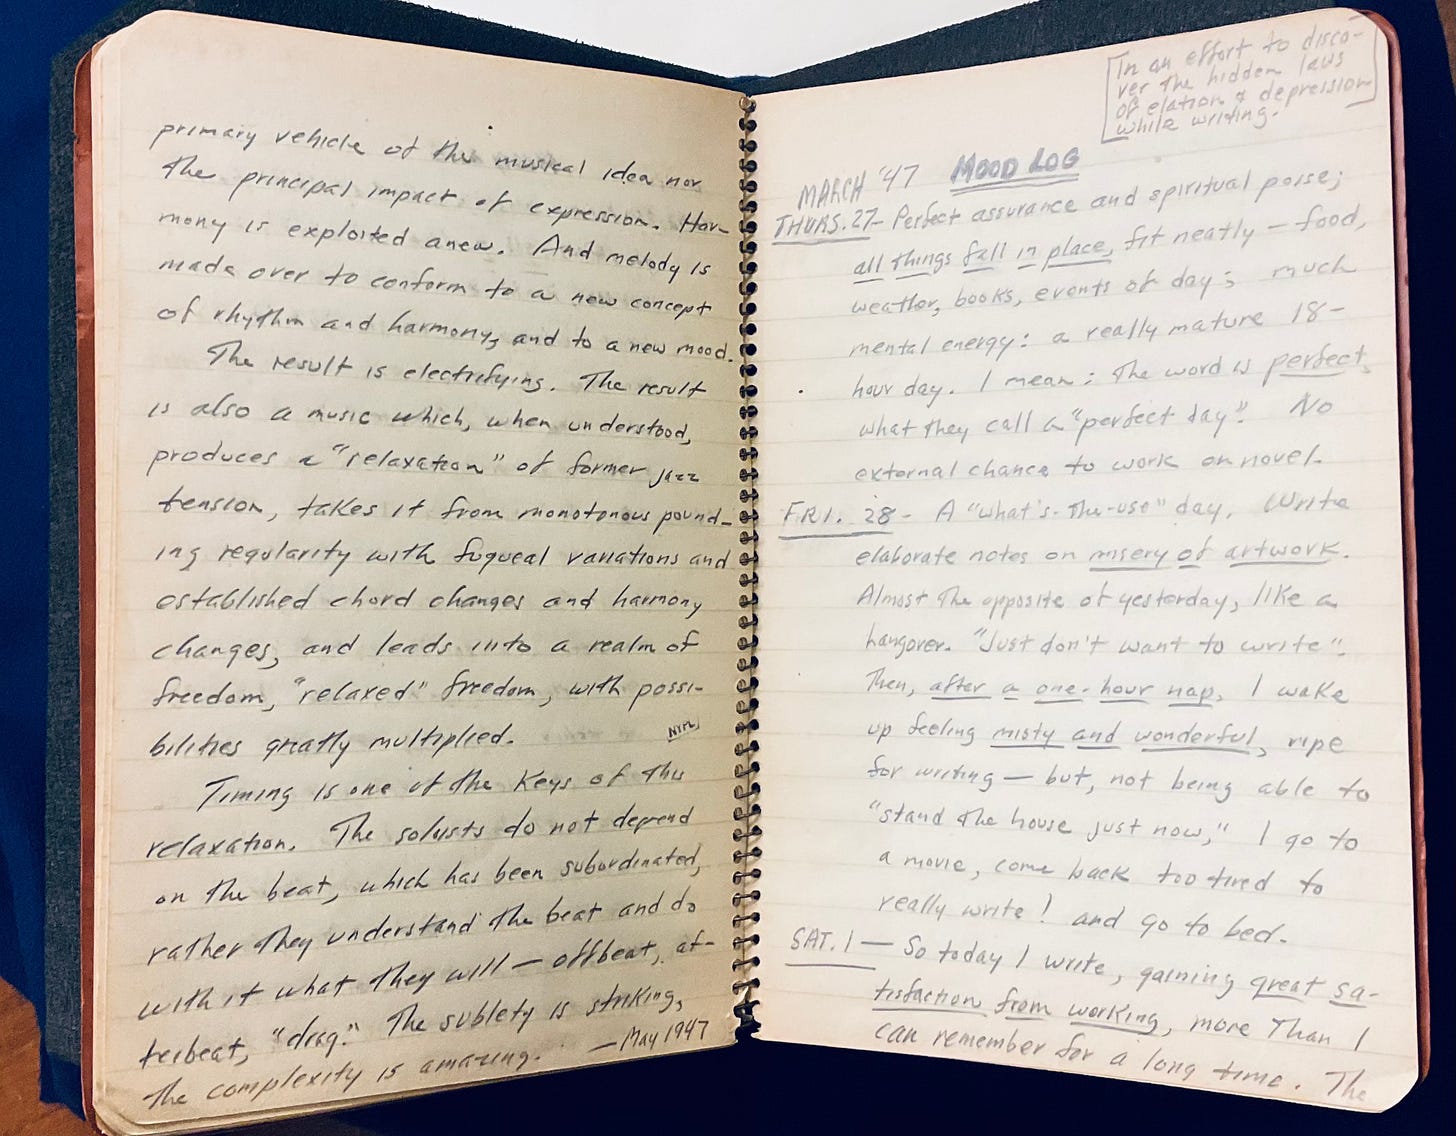 primary vehicle of the musical idea nor
the principal impact of expression. Har-
mony is exploited anew. And melody is
made over to conform to a new concept
of rhythm and harmony, and to a new mood.
The result is electrifying. The result
is also a music which, when understood,
produces a "relaxation" of former jazz
tension, takes it from monotonous pound-
ing regularity with fugueal variations and
established chord changes and harmony
changes, and leads into a realm of
freedom, "relaxed" freedom, with possi-
bilities greatly multiplied.
NYPL
Timing is one of the keys of this
relaxation. The soloists do not depend
on the beat, which has been subordinated,
rather they understand the beat and do
with it what they will — offbeat, af-
terbeat, "drag." The sublety is striking,
the complexity is amazing. — May 1947
In an effort to disco-
ver the hidden laws
of elation & depression
while writing.
MARCH '47 MOOD LOG
THURS. 27 - Perfect assurance and spiritual poise;
all things fall in place, fit neatly — food,
weather, books, events of day; much
mental energy: a really mature 18-
hour day. I mean: the word is perfect,
what they call a "perfect day". No
external chance to work on novel.
FRI. 28 - A "what's-the-use" day. Write
elaborate notes on misery of artwork.
Almost the opposite of yesterday, like a
hangover. "Just don't want to write".
Then, after a one-hour nap, I wake
up feeling misty and wonderful, ripe
for writing — but, not being able to
"stand the house just now," I go to
a movie, come back too tired to
really write! and go to bed.
SAT. 1 — So today I write, gaining great sa-
tisfaction from working, more than I
can remember for a long time. The